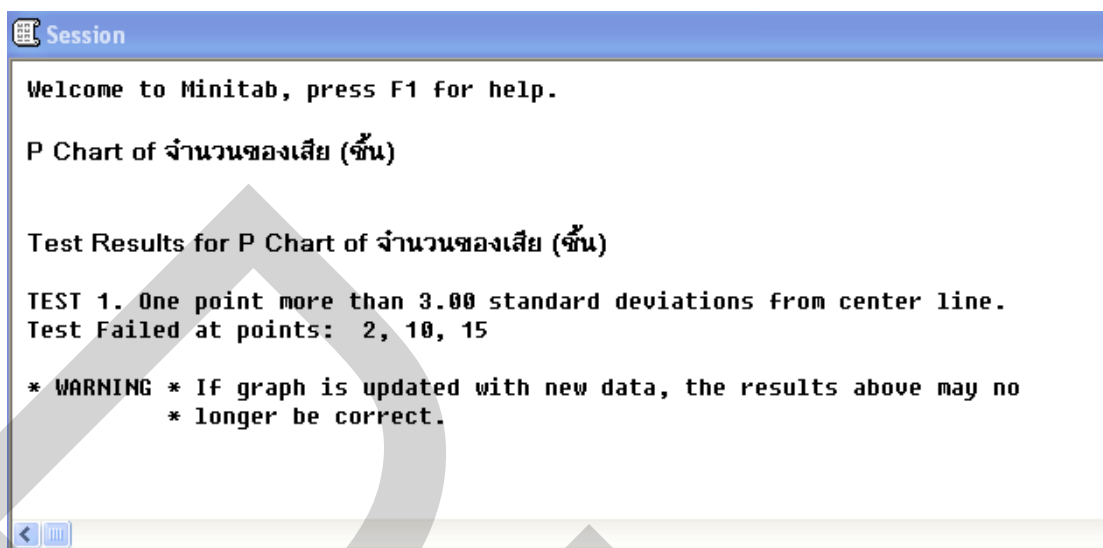 Session
Welcome to Minitab, press F1 for help.
P Chart of จำนวนของเสีย (ชิ้น)
Test Results for P Chart of จำนวนของเสีย (ชิ้น)
TEST 1. One point more than 3.00 standard deviations from center line.
Test Failed at points:  2, 10, 15
* WARNING * If graph is updated with new data, the results above may no
          * longer be correct.